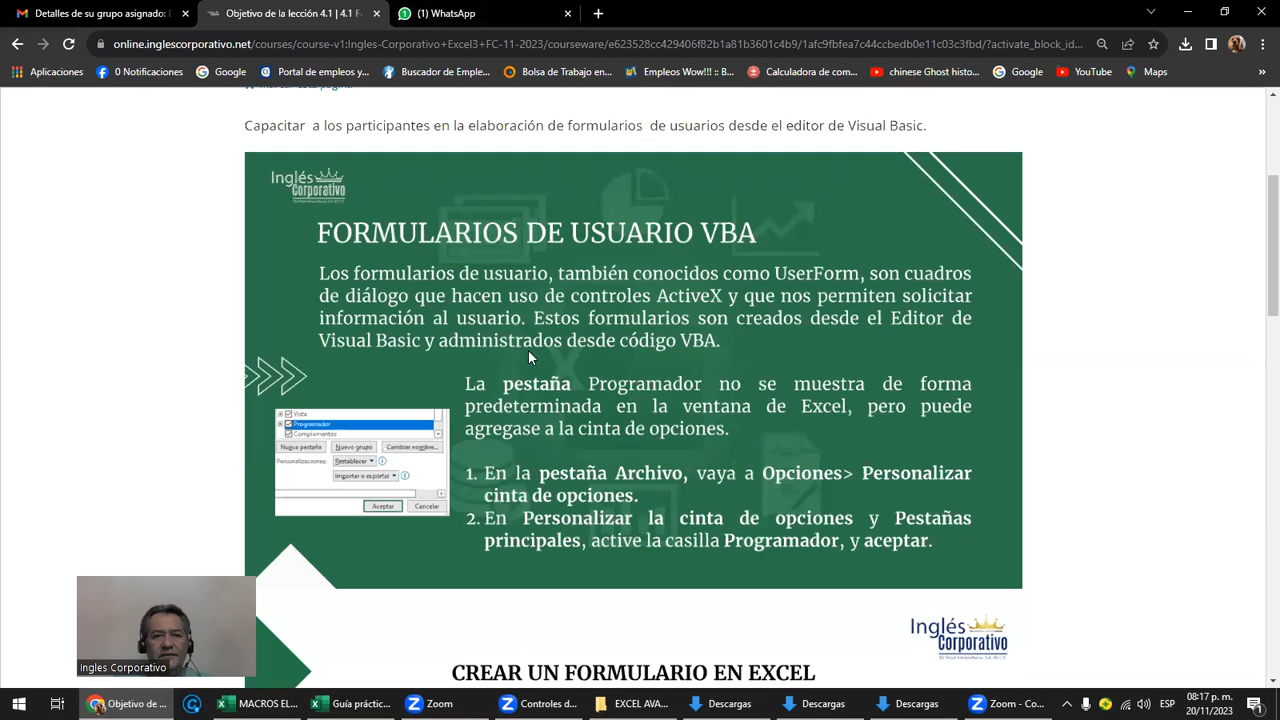 Descargas grupo asignado:
Lección 4.1 | 4.1 F
(1) WhatsApp
online.inglescorporativo.net/courses/course-v1:Ingles-Corporativo+Excel3+FC-11-2023/courseware/e623528cc429406f82b1a81b3601c4b9/1afc9fbfea7c44ccbedb0e11c03c3fbd/?activate_block_id...
Aplicaciones 0 Notificaciones Google Portal de empleos y... Buscador de Emple... Bolsa de Trabajo en... Empleos Wow!!! :: B... Calculadora de com... chinese Ghost histo... Google YouTube Maps
Capacitar a los participantes en la elaboración de formularios de usuarios desde el editor de Visual Basic.
Inglés
Corporativo
FORMULARIOS DE USUARIO VBA
Los formularios de usuario, también conocidos como UserForm, son cuadros
de diálogo que hacen uso de controles ActiveX y que nos permiten solicitar
información al usuario. Estos formularios son creados desde el Editor de
Visual Basic y administrados desde código VBA.
La pestaña Programador no se muestra de forma
predeterminada en la ventana de Excel, pero puede
agregase a la cinta de opciones.
Vista
Programador
Complementos
Nueva pestaña Nuevo grupo Cambiar nombre...
Personalizaciones: Restablecer
Importar o exportar
Aceptar Cancelar
1. En la pestaña Archivo, vaya a Opciones> Personalizar
cinta de opciones.
2. En Personalizar la cinta de opciones y Pestañas
principales, active la casilla Programador, y aceptar.
Inglés
Corporativo
Ingles Corporativo
CREAR UN FORMULARIO EN EXCEL
Objetivo de ... MACROS EL... Guía práctic... Zoom Controles d... EXCEL AVA... Descargas Descargas Descargas Zoom - Co... ESP
08:17 p. m.
20/11/2023